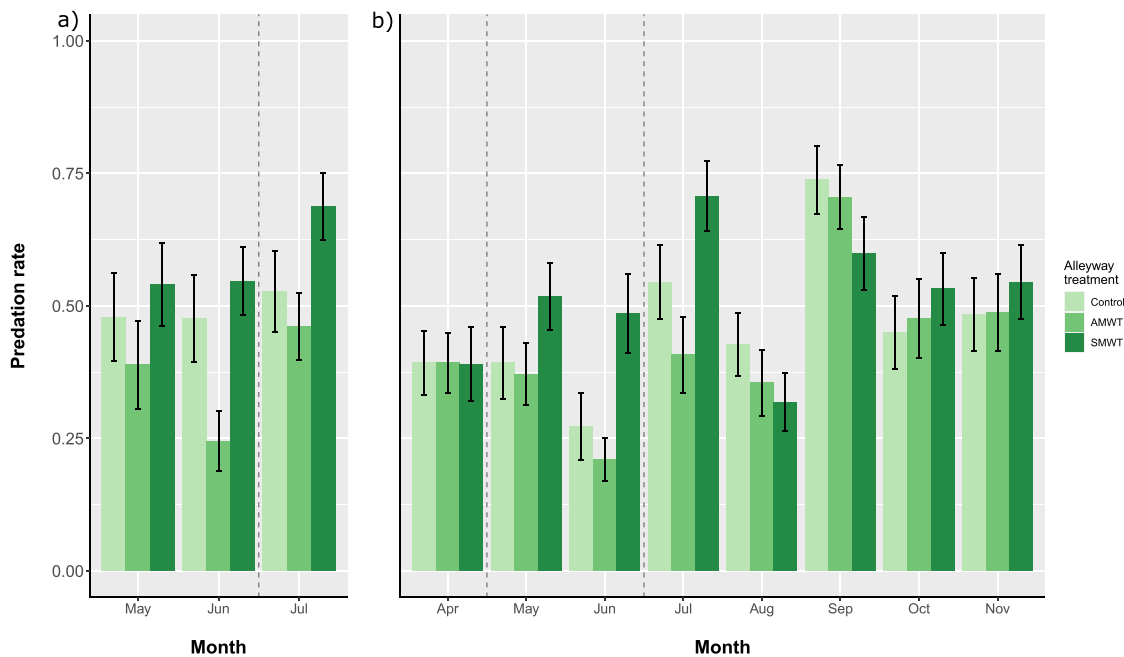 a)
b)
1.00
0.75
0.50
0.25
0.00
Predation rate
May Jun Jul
Month
Apr May Jun Jul Aug Sep Oct Nov
Month
Alleyway
treatment
Control
AMWT
SMWT